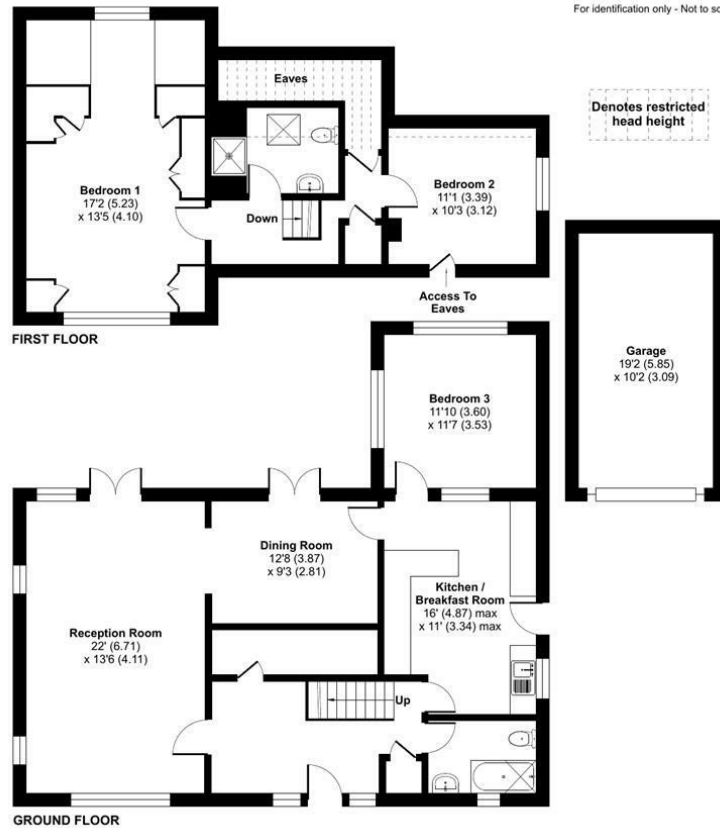 For identification only - Not to sc
Eaves
Denotes restricted
head height
Bedroom 1
17'2 (5.23)
x 13'5 (4.10)
Bedroom 2
11'1 (3.39)
x 10'3 (3.12)
Down
Access To
Eaves
FIRST FLOOR
Garage
19'2 (5.85)
x 10'2 (3.09)
Bedroom 3
11'10 (3.60)
x 11'7 (3.53)
Dining Room
12'8 (3.87)
x 9'3 (2.81)
Kitchen /
Breakfast Room
16' (4.87) max
x 11' (3.34) max
Reception Room
22' (6.71)
x 13'6 (4.11)
Up
GROUND FLOOR